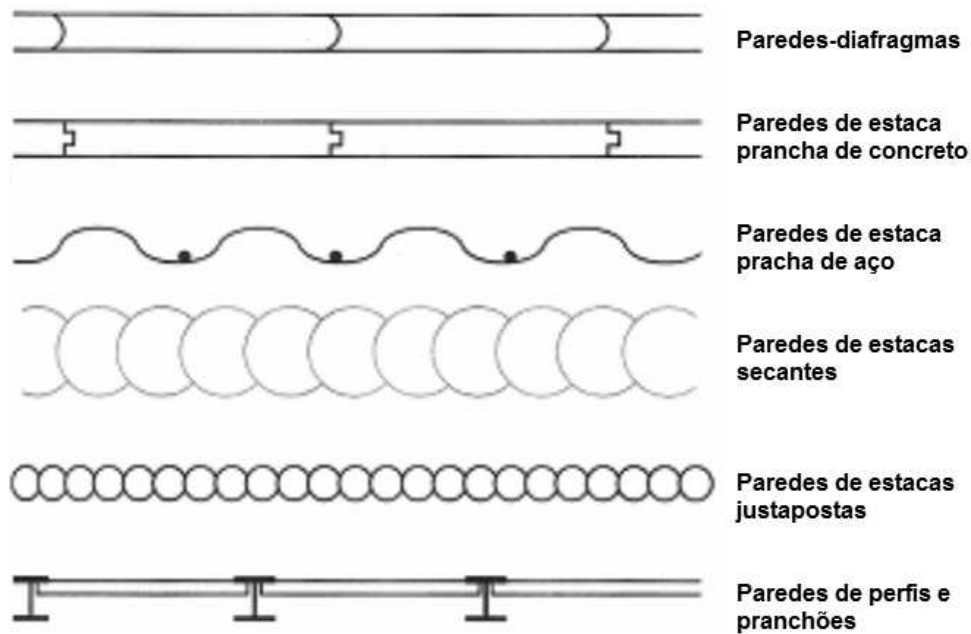 Paredes-diafragmas
Paredes de estaca
prancha de concreto
Paredes de estaca
pracha de aço
Paredes de estacas
secantes
Paredes de estacas
justapostas
Paredes de perfis e
pranchões